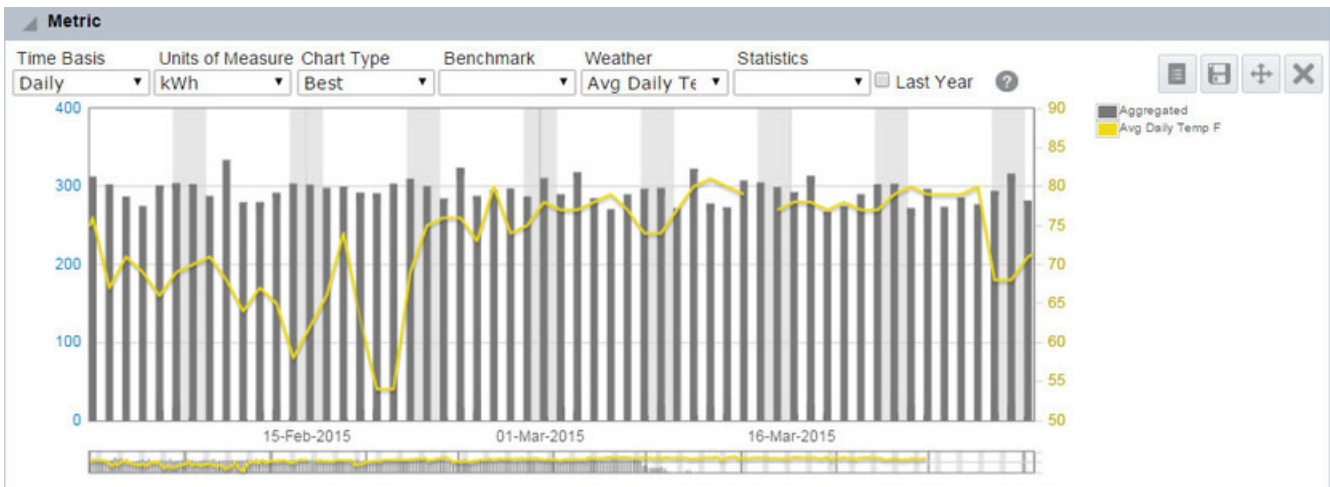 Metric
Time Basis Units of Measure Chart Type Benchmark Weather Statistics
Daily kWh Best Avg Daily Te Last Year ?
400 90 Aggregated
Avg Daily Temp F
85
300 80
75
200 70
65
100 60
55
0 50
15-Feb-2015 01-Mar-2015 16-Mar-2015